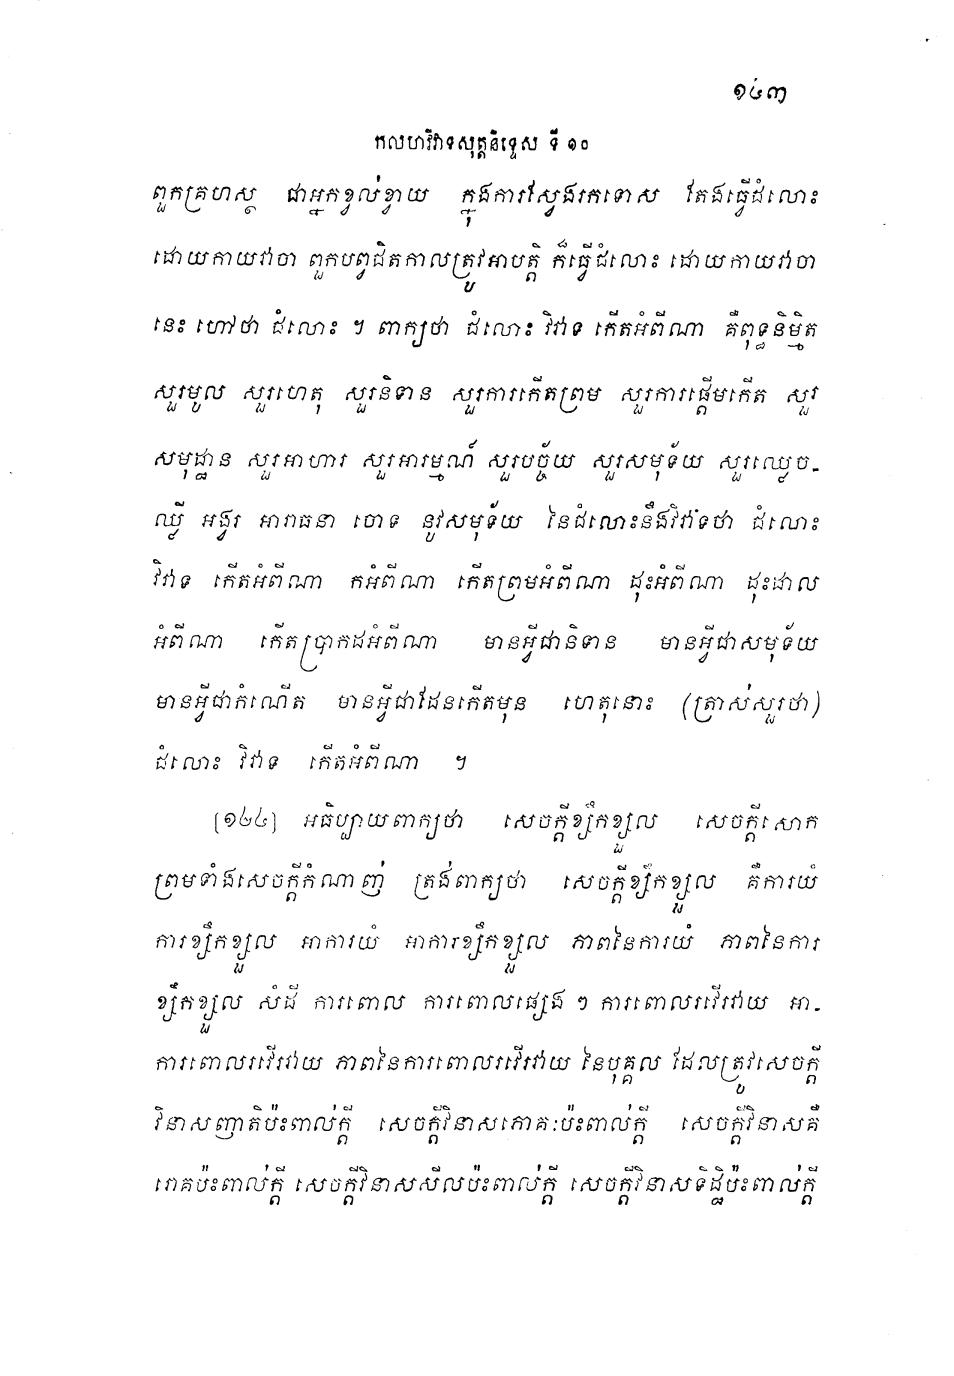 ១៤៣
កលហវិវាទសុត្តនិទ្ទេស ទី ១០
ពួកគ្រហស្ថ ជាអ្នកខ្វល់ខ្វាយ ក្នុងការស្វែងរកទោស តែងធ្វើជំលោះ
ដោយកាយវាចា ពួកបព្វជិតកាលត្រូវអាបត្តិ ក៏ធ្វើជំលោះ ដោយកាយវាចា
នេះ ហៅថា ជំលោះ ។ ពាក្យថា ជំលោះ វិវាទ កើតអំពីណា គឺពុទ្ធនិម្មិត
សួរមូល សួរហេតុ សួរនិទាន សួរការកើតព្រម សួរការផ្តើមកើត សួរ
សមុដ្ឋាន សួរអាហារ សួរអារម្មណ៍ សួរបច្ច័យ សួរសមុទ័យ សួរឈ្លេច-
ឈ្លី អង្វរ អារាធនា ចោទ នូវសមុទ័យ នៃជំលោះនឹងវិវាទថា ជំលោះ
វិវាទ កើតអំពីណា កអំពីណា កើតព្រមអំពីណា ដុះអំពីណា ដុះដាល
អំពីណា កើតប្រាកដអំពីណា មានអ្វីជានិទាន មានអ្វីជាសមុទ័យ
មានអ្វីជាកំណើត មានអ្វីជាដែនកើតមុន ហេតុនោះ (ត្រាស់សួរថា)
ជំលោះ វិវាទ កើតអំពីណា ។
[១៤៤] អធិប្បាយពាក្យថា សេចក្តីខ្សឹកខ្សួល សេចក្តីសោក
ព្រមទាំងសេចក្តីកំណាញ់ ត្រង់ពាក្យថា សេចក្តីខ្សឹកខ្សួល គឺការយំ
ការខ្សឹកខ្សួល អាការយំ អាការខ្សឹកខ្សួល ភាពនៃការយំ ភាពនៃការ
ខ្សឹកខ្សួល សំដី ការពោល ការពោលផ្សេង ៗ ការពោលរវើរវាយ អា-
ការពោលរវើរវាយ ភាពនៃការពោលរវើរវាយ នៃបុគ្គល ដែលត្រូវសេចក្តី
វិនាសញាតិប៉ះពាល់ក្តី សេចក្តីវិនាសភោគៈប៉ះពាល់ក្តី សេចក្តីវិនាសគឺ
រោគប៉ះពាល់ក្តី សេចក្តីវិនាសសីលប៉ះពាល់ក្តី សេចក្តីវិនាសទិដ្ឋិប៉ះពាល់ក្តី